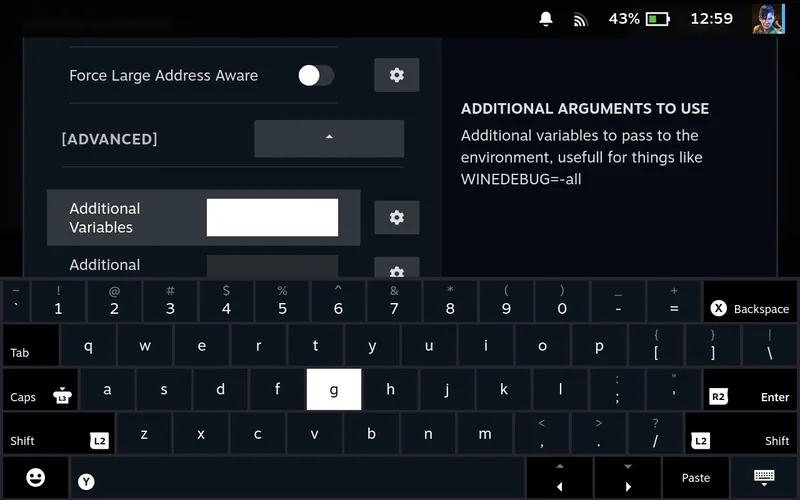 43% 12:59
Force Large Address Aware
[ADVANCED]
Additional
Variables
Additional
ADDITIONAL ARGUMENTS TO USE
Additional variables to pass to the
environment, usefull for things like
WINEDEBUG=-all
~ ! @ # $ % ^ & * ( ) _ +
` 1 2 3 4 5 6 7 8 9 0 - = X Backspace
Tab q w e r t y u i o p { [ } ] | \
Caps L3 a s d f g h j k l : ; " ' R2 Enter
Shift L2 z x c v b n m < , > . ? / L2 Shift
Y Paste